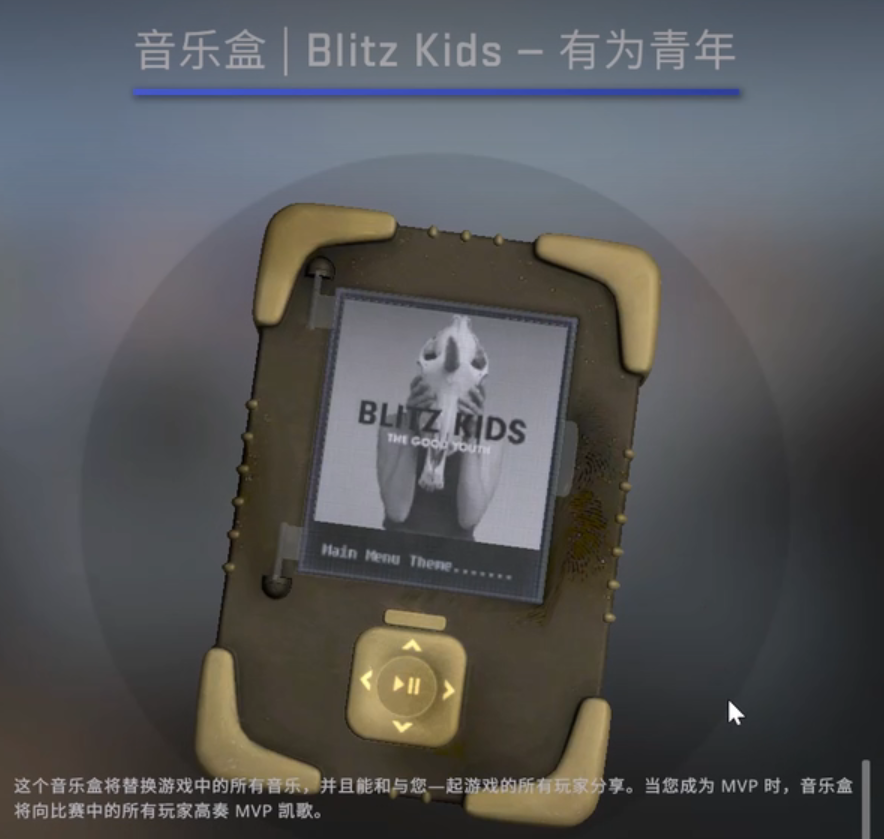 音乐盒 | Blitz Kids – 有为青年
BLITZ KIDS
THE GOOD YOUTH
Main Menu Theme.......
这个音乐盒将替换游戏中的所有音乐，并且能和与您一起游戏的所有玩家分享。当您成为 MVP 时，音乐盒
将向比赛中的所有玩家高奏 MVP 凯歌。